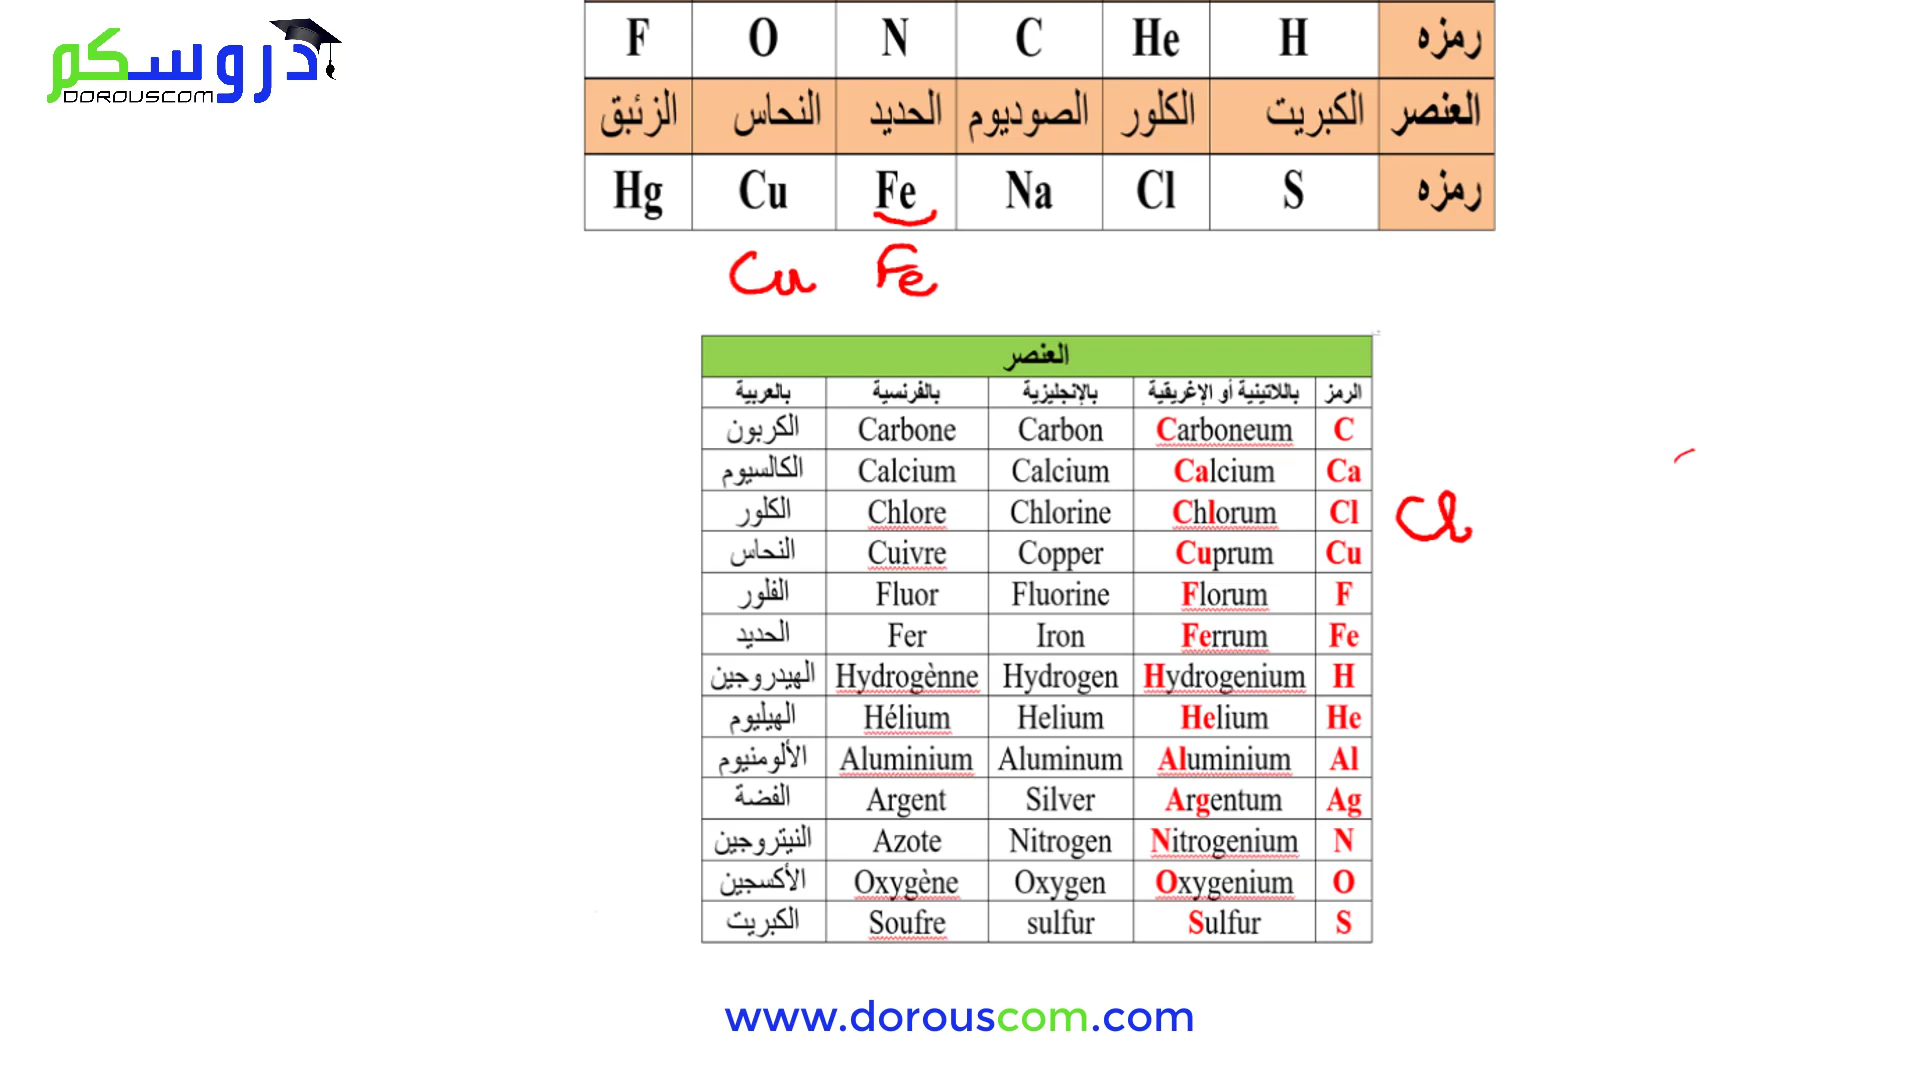 دروسكم
DOROUSCOM
رمزه H He C N O F
العنصر الكبريت الكلور الصوديوم الحديد النحاس الزئبق
رمزه S Cl Na Fe Cu Hg
Cu Fe
العنصر
الرمز باللاتينية أو الإغريقية بالإنجليزية بالفرنسية بالعربية
C Carboneum Carbon Carbone الكربون
Ca Calcium Calcium Calcium الكالسيوم
Cl Chlorum Chlorine Chlore الكلور
Cl
Cu Cuprum Copper Cuivre النحاس
F Florum Fluorine Fluor الفلور
Fe Ferrum Iron Fer الحديد
H Hydrogenium Hydrogen Hydrogènne الهيدروجين
He Helium Helium Hélium الهيليوم
Al Aluminium Aluminum Aluminium الألومنيوم
Ag Argentum Silver Argent الفضة
N Nitrogenium Nitrogen Azote النيتروجين
O Oxygenium Oxygen Oxygène الأكسجين
S Sulfur sulfur Soufre الكبريت
www.dorouscom.com